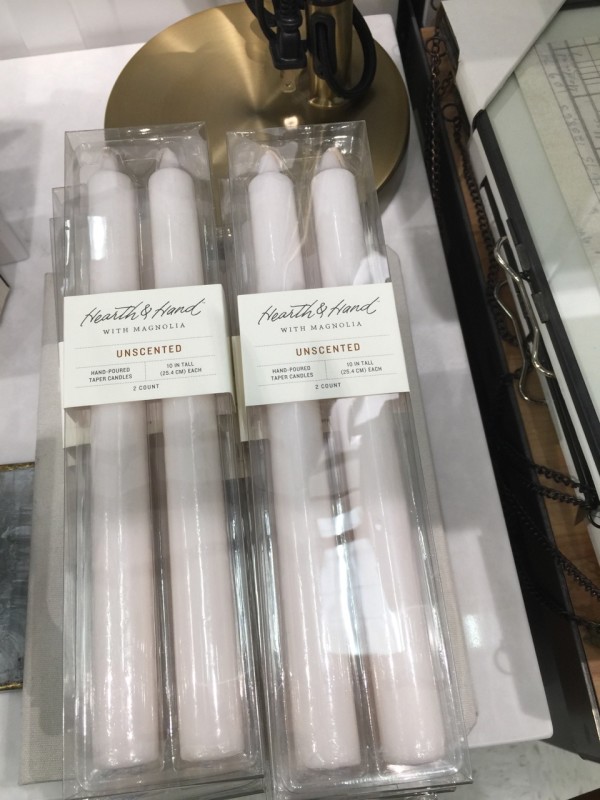 Hearth & Hand
WITH MAGNOLIA
UNSCENTED
HAND-POURED
TAPER CANDLES
10 IN TALL
(25.4 CM) EACH
2 COUNT
Hearth & Hand
WITH MAGNOLIA
UNSCENTED
HAND-POURED
TAPER CANDLES
10 IN TALL
(25.4 CM) EACH
2 COUNT